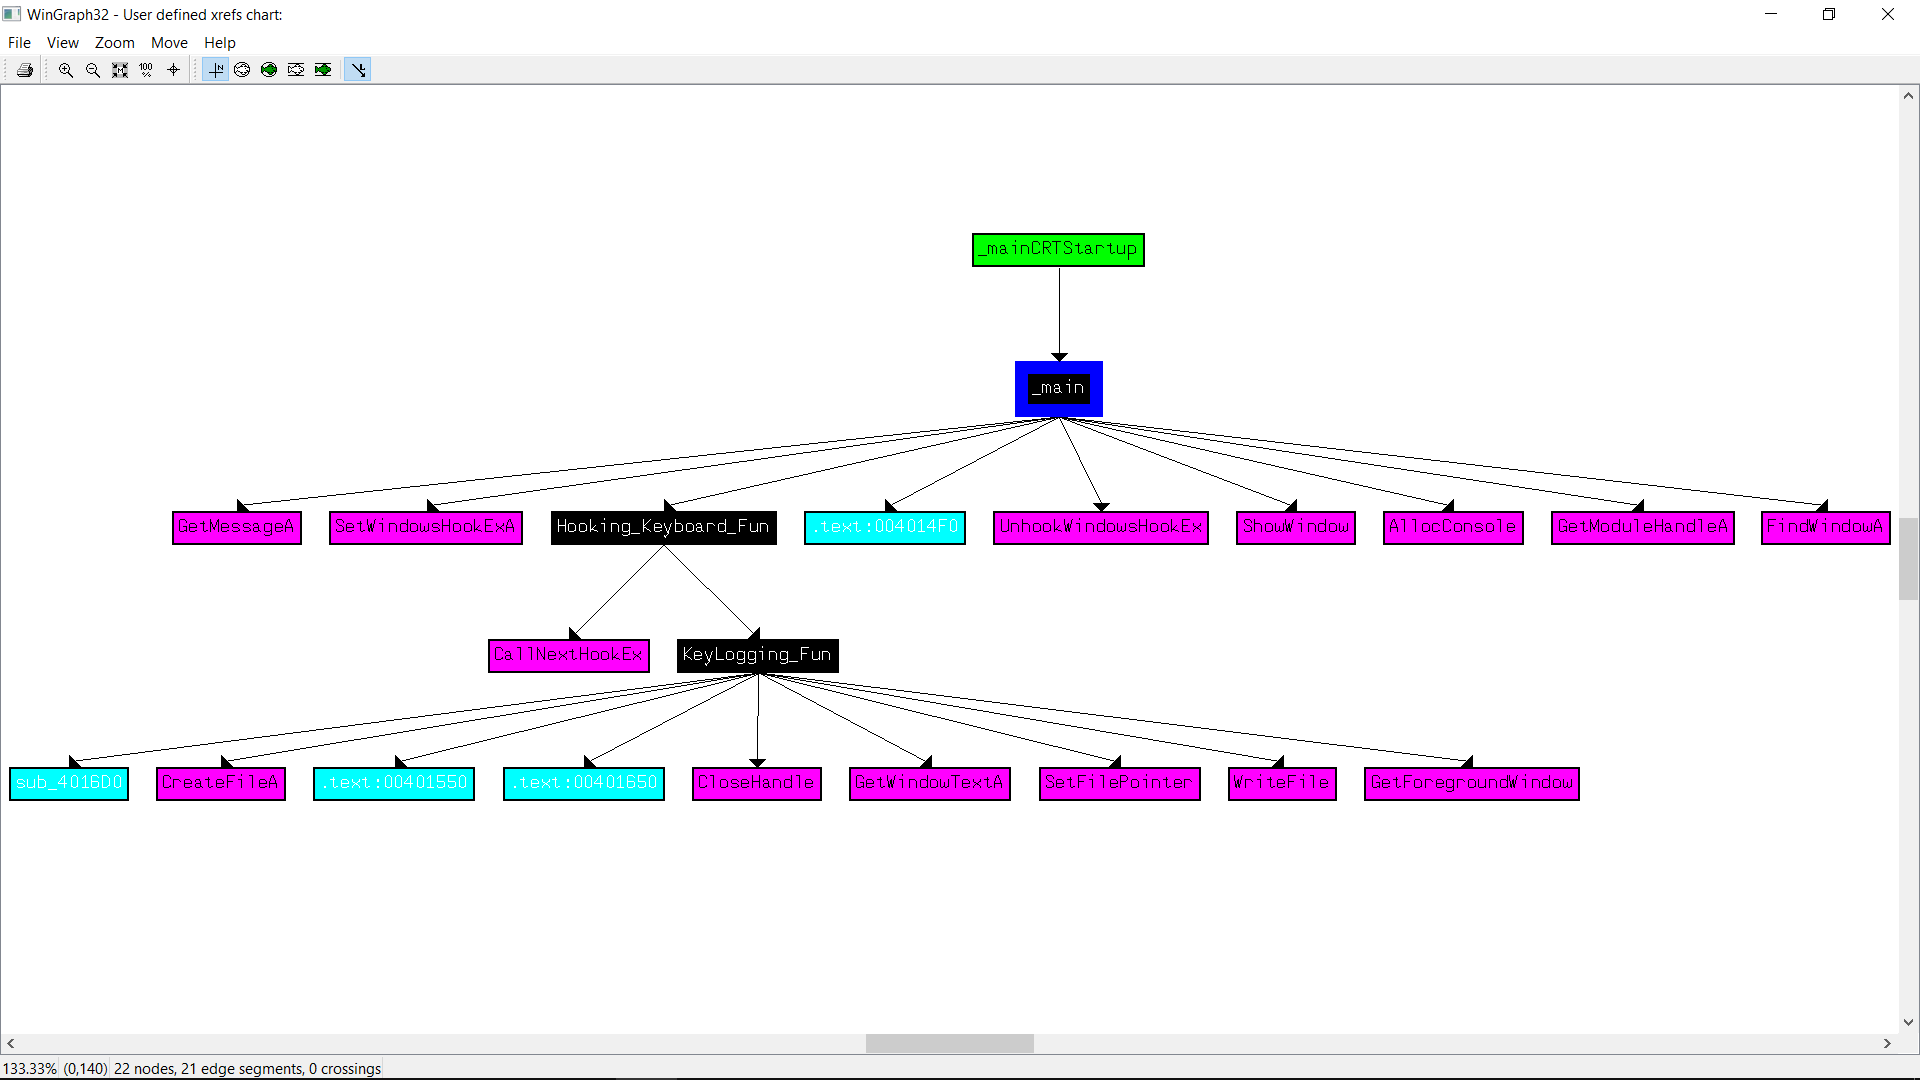 WinGraph32 - User defined xrefs chart:
File View Zoom Move Help
100 %
N
_mainCRTStartup
_main
GetMessageA SetWindowsHookExA Hooking_Keyboard_Fun .text:004014F0 UnhookWindowsHookEx ShowWindow AllocConsole GetModuleHandleA FindWindowA
CallNextHookEx KeyLogging_Fun
sub_4016D0 CreateFileA .text:00401550 .text:00401650 CloseHandle GetWindowTextA SetFilePointer WriteFile GetForegroundWindow
133.33% (0,140) 22 nodes, 21 edge segments, 0 crossings